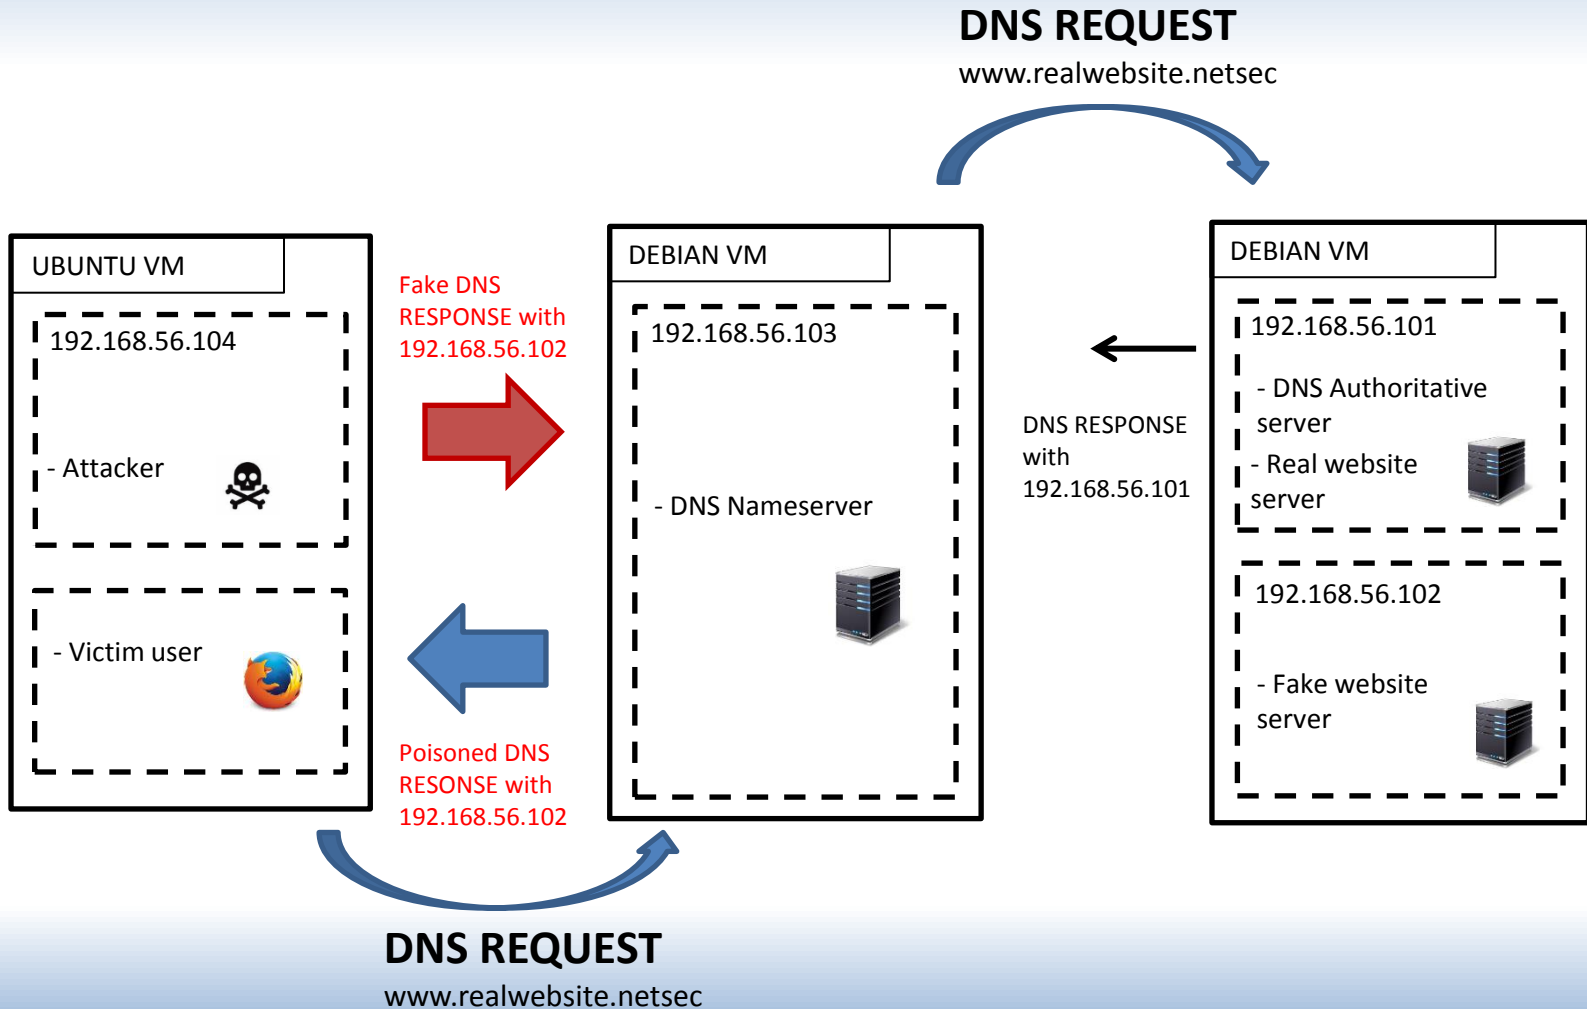 DNS REQUEST
www.realwebsite.netsec
UBUNTU VM
192.168.56.104
- Attacker
- Victim user
Fake DNS
RESPONSE with
192.168.56.102
Poisoned DNS
RESONSE with
192.168.56.102
DEBIAN VM
192.168.56.103
- DNS Nameserver
DNS RESPONSE
with
192.168.56.101
DEBIAN VM
192.168.56.101
- DNS Authoritative
server
- Real website
server
192.168.56.102
- Fake website
server
DNS REQUEST
www.realwebsite.netsec